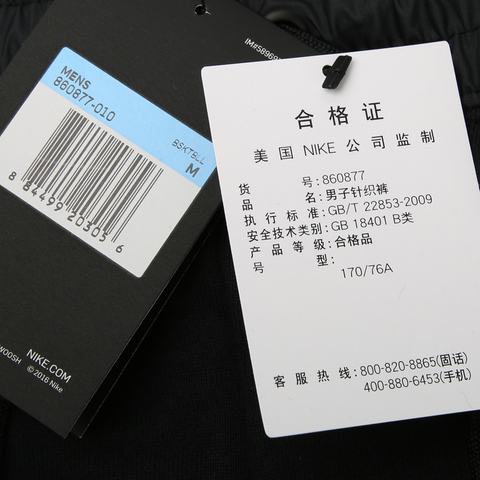 IM#58969
MENS
860877-010
BSKTBLL
M
8 84499 20305 6
WOOSH
NIKE.COM
© 2016 Nike
合格证
美国 NIKE 公司监制
货号:860877
品名:男子针织裤
执行标准:GB/T 22853-2009
安全技术类别:GB 18401 B类
产品等级:合格品
号型:
170/76A
客服热线:800-820-8865(固话)
400-880-6453(手机)